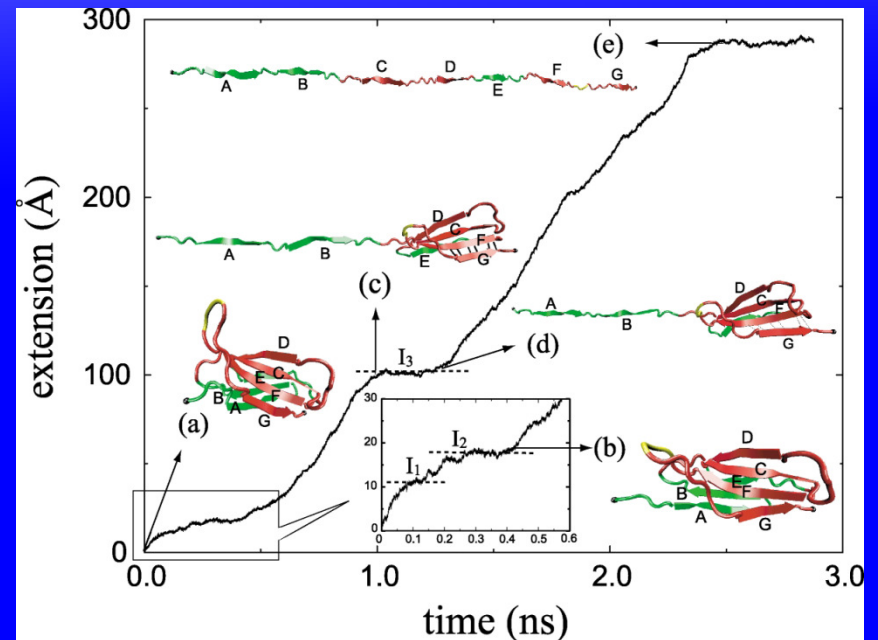 300
(e)
C
D
F
G
A
B
E
200
D
C
F
A
B
E
G
(c)
D
C
F
A
B
G
(d)
extension (Å)
I3
100
D
E
C
B
F
A
G
(a)
30
20
10
0
I1
I2
(b)
D
C
E
F
B
A
G
0 0.1 0.2 0.3 0.4 0.5 0.6
0
0.0 1.0 2.0 3.0
time (ns)